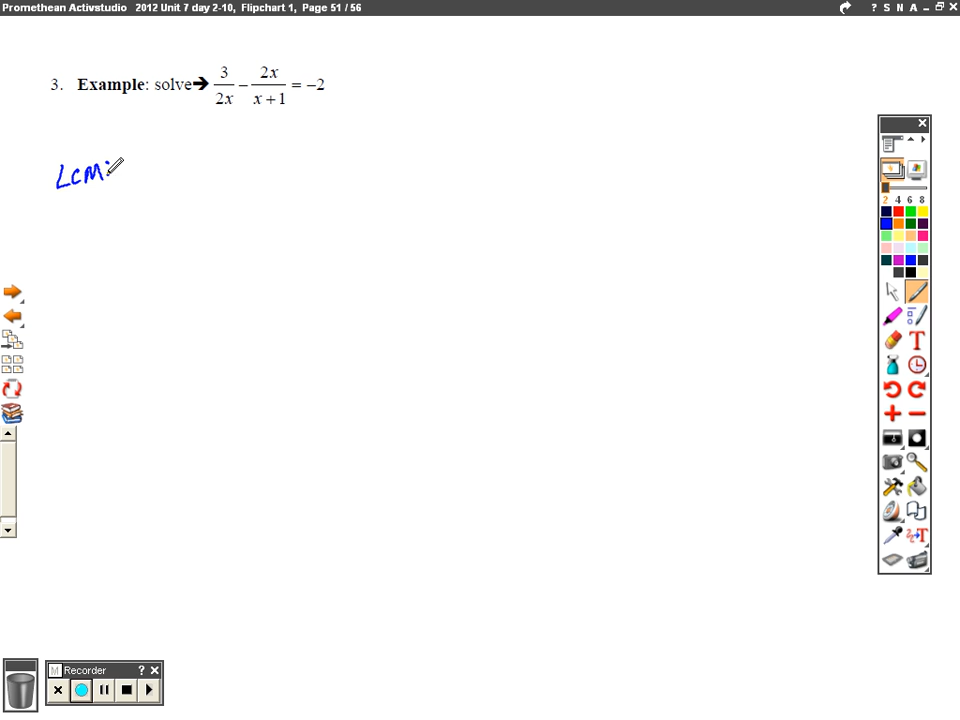 Promethean Activstudio 2012 Unit 7 day 2-10, Flipchart 1, Page 51 / 56
? S N A
3. Example: solve➔ 3/2x − 2x/x+1 = −2
LCM:
2 4 6 8
T
T
M Recorder ?